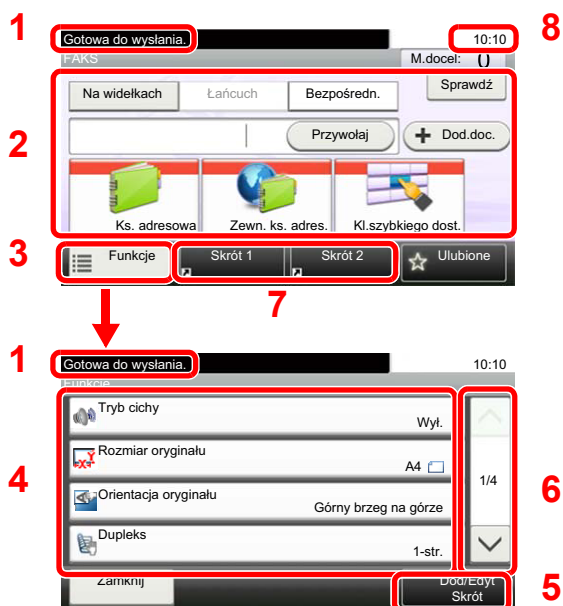 1
Gotowa do wysłania.
10:10
8
FAKS
M.docel: 0
Na widełkach
Łańcuch
Bezpośredn.
Sprawdź
2
Przywołaj
Dod.doc.
Ks. adresowa
Zewn. ks. adres.
Kl.szybkiego dost.
3
Funkcje
Skrót 1
Skrót 2
Ulubione
7
1
Gotowa do wysłania.
10:10
Funkcje
Tryb cichy
Wył.
Rozmiar oryginału
A4
4
1/4
6
Orientacja oryginału
Górny brzeg na górze
Dupleks
1-str.
Zamknij
Dod/Edyt
Skrót
5